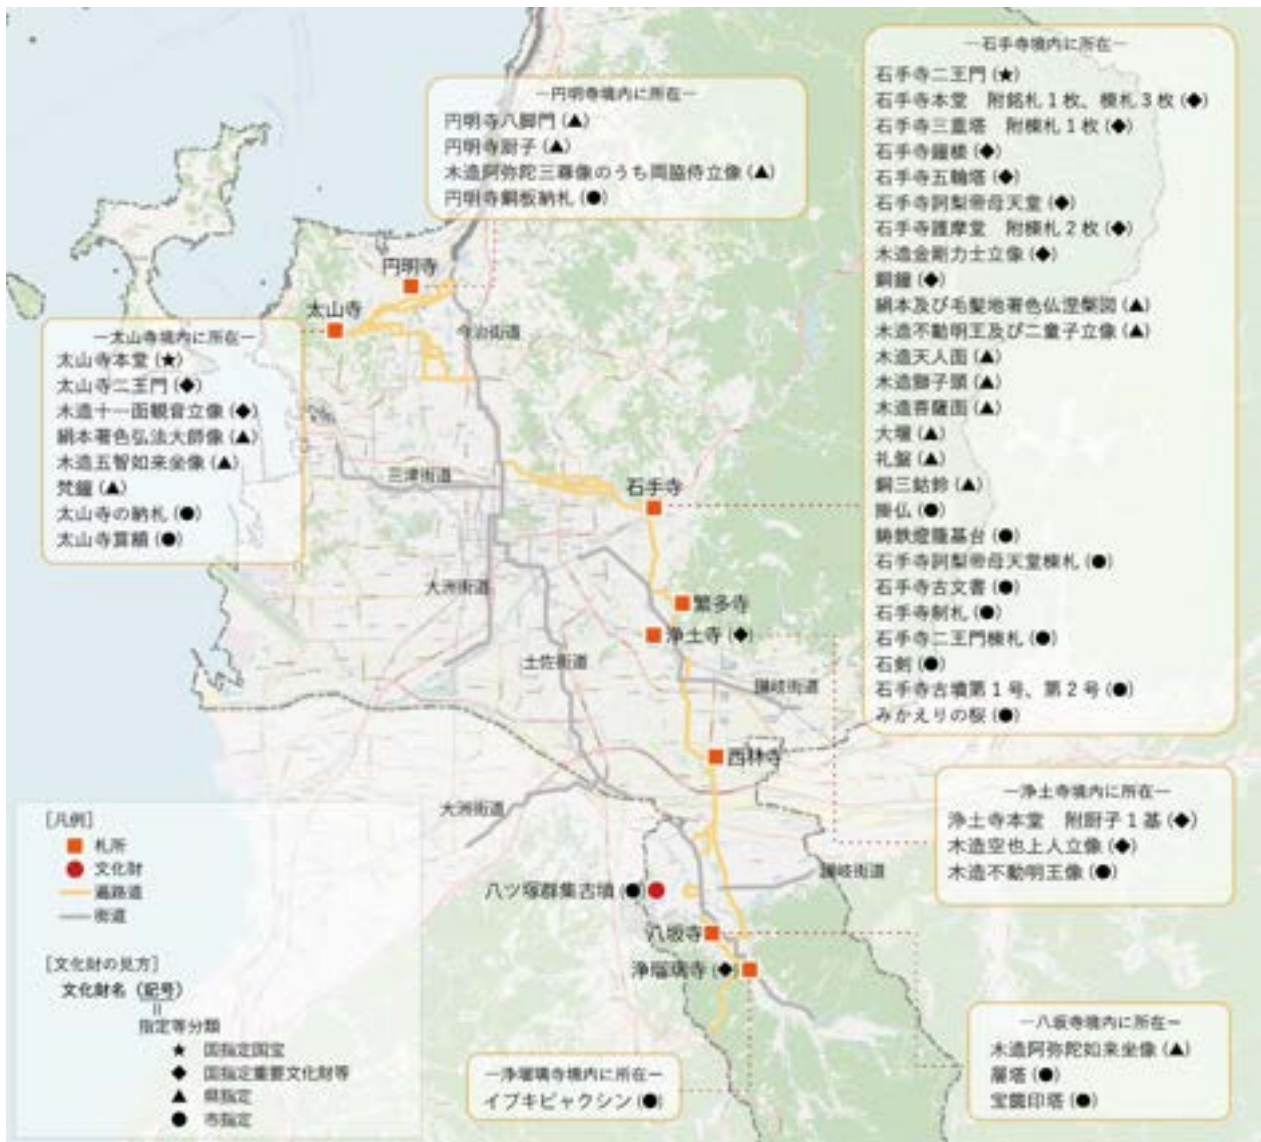 ―円明寺境内に所在―
円明寺八脚門(▲)
円明寺厨子(▲)
木造阿弥陀三尊像のうち両脇侍立像(▲)
円明寺銅板納札(●)
―石手寺境内に所在―
石手寺二王門(★)
石手寺本堂　附銘札1枚、棟札3枚(◆)
石手寺三重塔　附棟札1枚(◆)
石手寺鐘楼(◆)
石手寺五輪塔(◆)
石手寺訶梨帝母天堂(◆)
石手寺護摩堂　附棟札2枚(◆)
木造金剛力士立像(◆)
銅鐘(◆)
絹本及び毛髪地著色仏涅槃図(▲)
木造不動明王及び二童子立像(▲)
木造天人面(▲)
木造獅子頭(▲)
木造菩薩面(▲)
大壇(▲)
礼盤(▲)
銅三鈷鈴(▲)
掛仏(●)
鋳鉄燈籠基台(●)
石手寺訶梨帝母天堂棟札(●)
石手寺古文書(●)
石手寺制札(●)
石手寺二王門棟札(●)
石剣(●)
石手寺古墳第1号、第2号(●)
みかえりの桜(●)
―太山寺境内に所在―
太山寺本堂(★)
太山寺二王門(◆)
木造十一面観音立像(◆)
絹本著色弘法大師像(▲)
木造五智如来坐像(▲)
梵鐘(▲)
太山寺の納札(●)
太山寺算額(●)
円明寺
太山寺
今治街道
三津街道
石手寺
大洲街道
繁多寺
浄土寺(◆)
土佐街道
讃岐街道
西林寺
大洲街道
讃岐街道
八ツ塚群集古墳(●)
八坂寺
浄瑠璃寺(◆)
―浄土寺境内に所在―
浄土寺本堂　附厨子1基(◆)
木造空也上人立像(◆)
木造不動明王像(●)
―八坂寺境内に所在―
木造阿弥陀如来坐像(▲)
層塔(●)
宝篋印塔(●)
―浄瑠璃寺境内に所在―
イブキビャクシン(●)
[凡例]
札所
文化財
遍路道
街道
[文化財の見方]
文化財名(記号)
॥
指定等分類
★ 国指定国宝
◆ 国指定重要文化財等
▲ 県指定
● 市指定